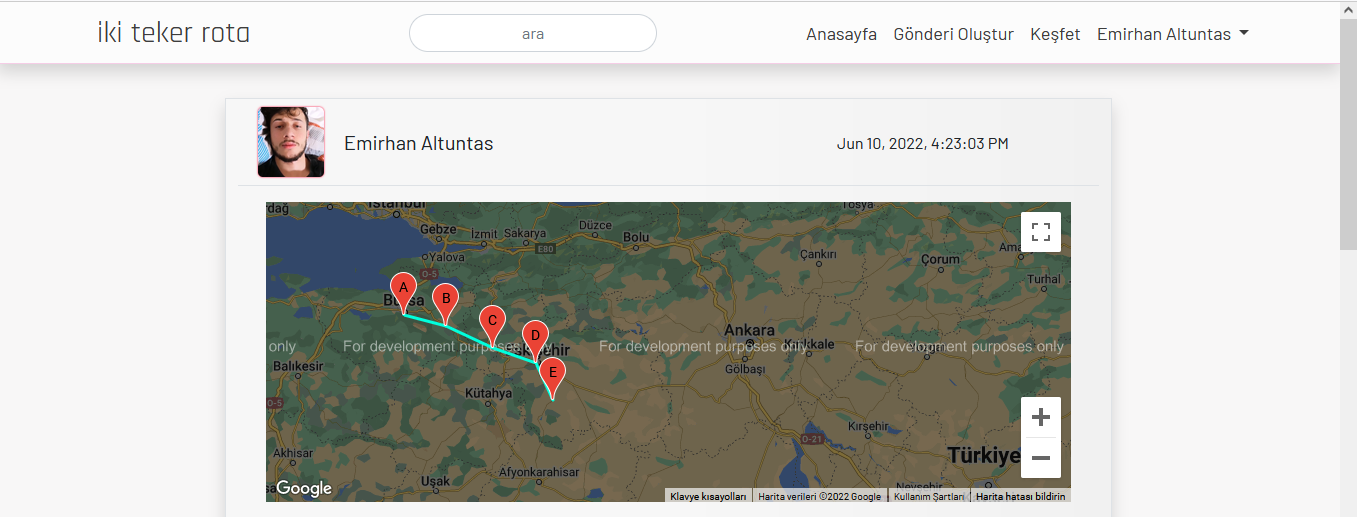 iki teker rota
ara
Anasayfa Gönderi Oluştur Keşfet Emirhan Altuntas
Emirhan Altuntas
Jun 10, 2022, 4:23:03 PM
İstanbul
Tosya
Gebze İzmit Sakarya Düzce
Bolu
E80
Yalova
Çankırı
Çorum
O-5
Turhal
A
B
C
D
E
Ankara
only For development purposes only For development purposes only For development purposes only
Kırıkkale
Balıkesir
Gölbaşı
Kütahya
O-5
Kırşehir
O-21
Akhisar
Türkiye
Afyonkarahisar
Uşak
Nevşehir
Google
Klavye kısayolları Harita verileri ©2022 Google Kullanım Şartları Harita hatası bildirin